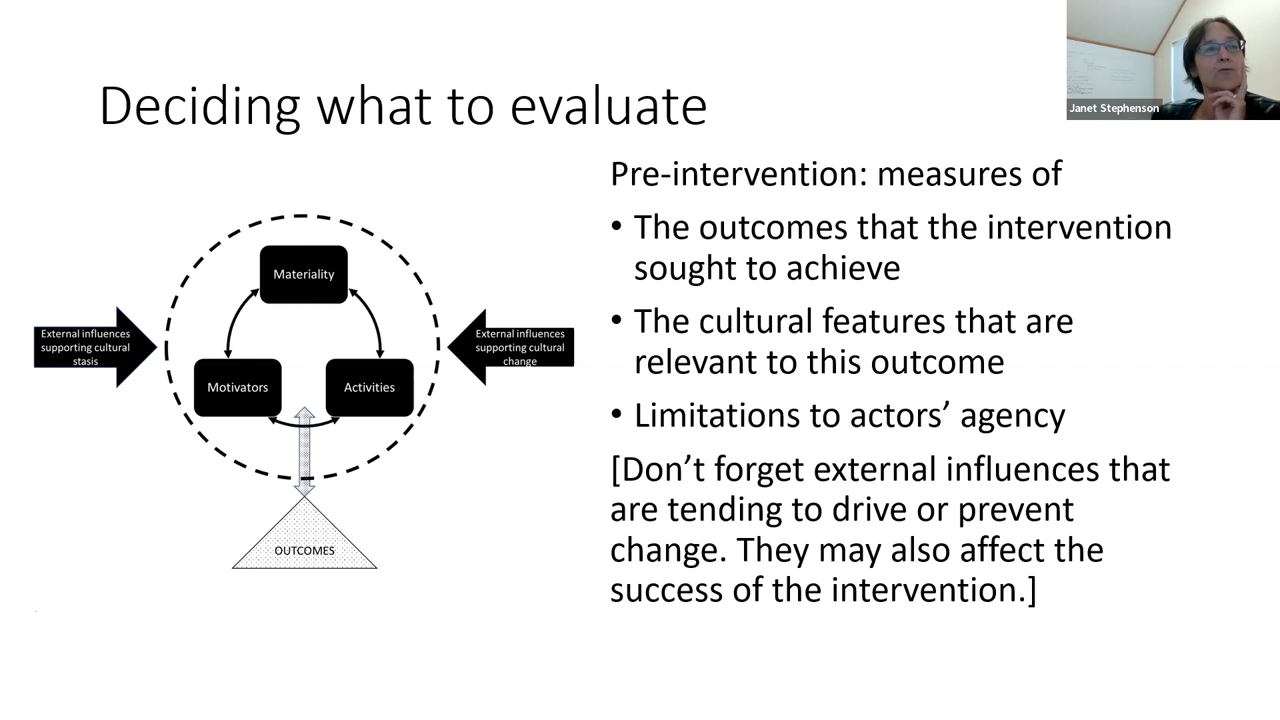 Deciding what to evaluate
Janet Stephenson
Materiality
External influences
supporting cultural
stasis
External influences
supporting cultural
change
Motivators
Activities
OUTCOMES
Pre-intervention: measures of
• The outcomes that the intervention
sought to achieve
• The cultural features that are
relevant to this outcome
• Limitations to actors’ agency
[Don’t forget external influences that
are tending to drive or prevent
change. They may also affect the
success of the intervention.]